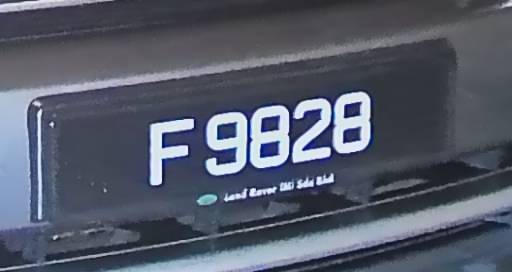 F 9828
Land Rover (M) Sdn Bhd